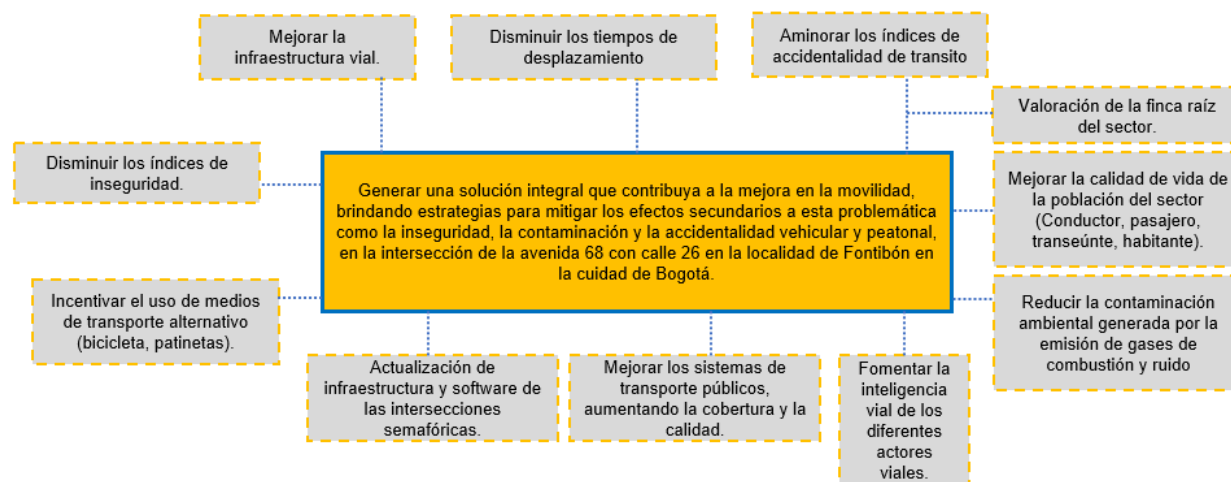 Mejorar la
infraestructura vial.
Disminuir los tiempos de
desplazamiento
Aminorar los índices de
accidentalidad de transito
Valoración de la finca raíz
del sector.
Disminuir los índices de
inseguridad.
Generar una solución integral que contribuya a la mejora en la movilidad,
brindando estrategias para mitigar los efectos secundarios a esta problemática
como la inseguridad, la contaminación y la accidentalidad vehicular y peatonal,
en la intersección de la avenida 68 con calle 26 en la localidad de Fontibón en
la cuidad de Bogotá.
Mejorar la calidad de vida de
la población del sector
(Conductor, pasajero,
transeúnte, habitante).
Incentivar el uso de medios
de transporte alternativo
(bicicleta, patinetas).
Reducir la contaminación
ambiental generada por la
emisión de gases de
combustión y ruido
Actualización de
infraestructura y software de
las intersecciones
semafóricas.
Mejorar los sistemas de
transporte públicos,
aumentando la cobertura y la
calidad.
Fomentar la
inteligencia
vial de los
diferentes
actores
viales.